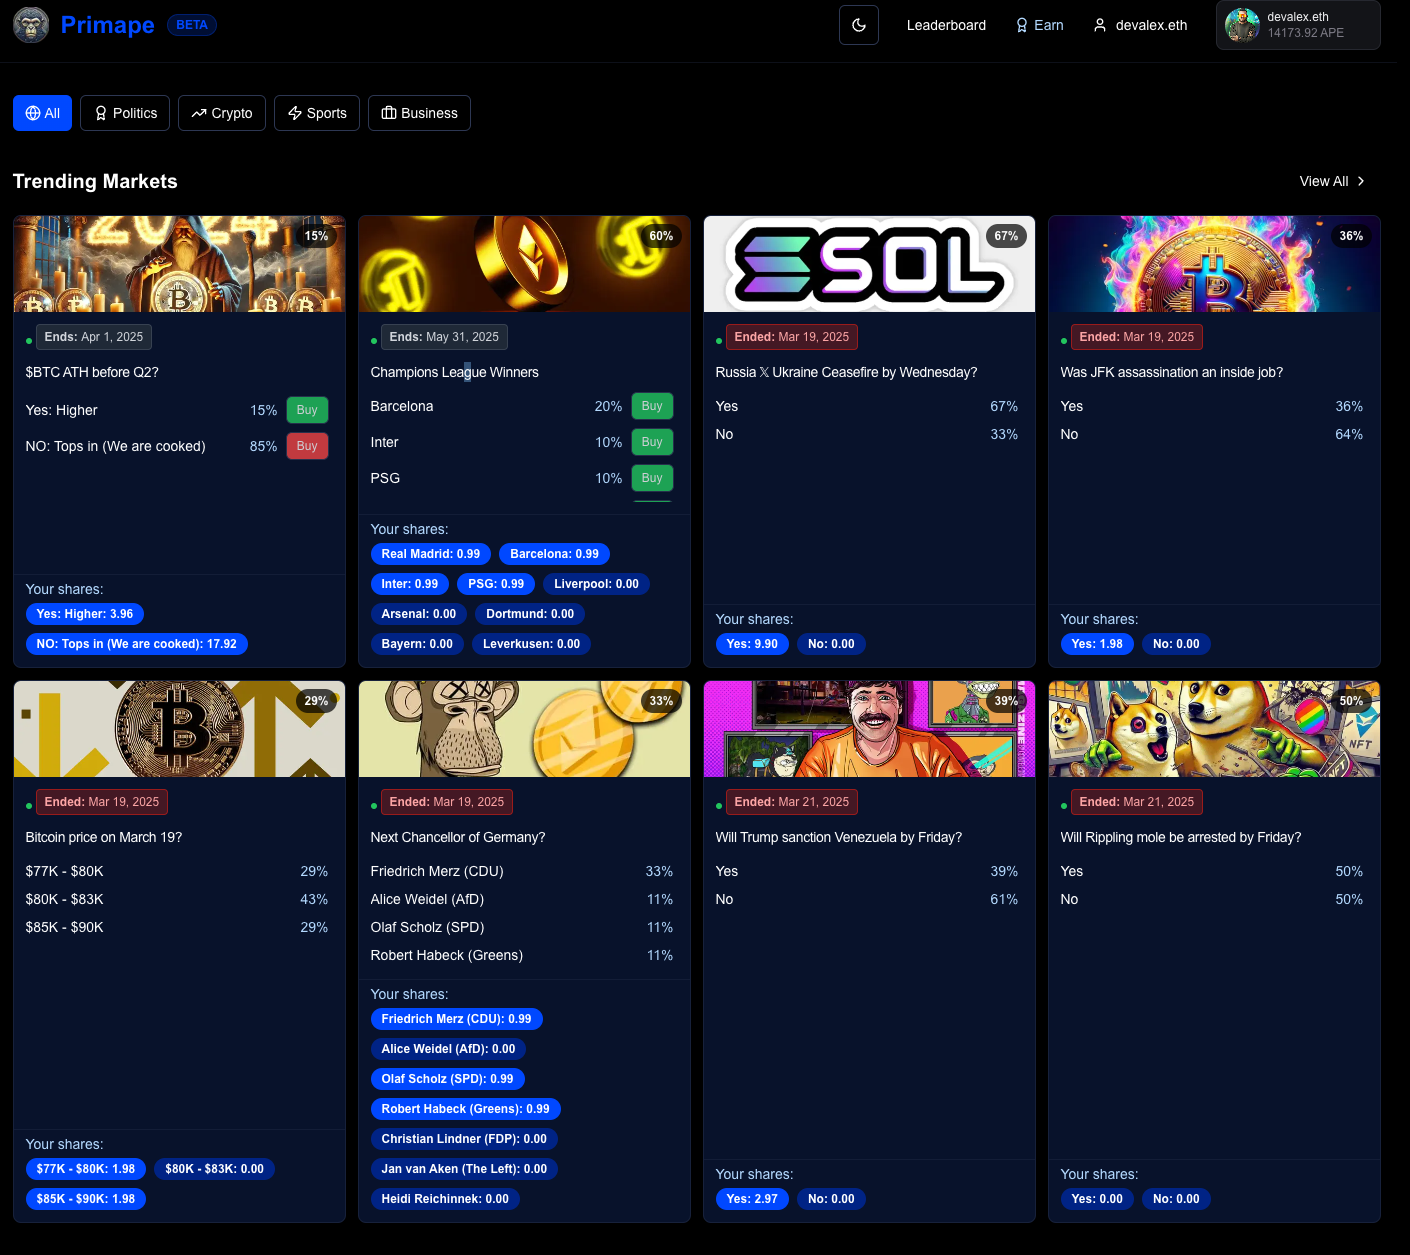 Primape BETA
Leaderboard
Earn
devalex.eth
devalex.eth
14173.92 APE
All
Politics
Crypto
Sports
Business
Trending Markets
View All
2024
15%
Ends: Apr 1, 2025
$BTC ATH before Q2?
Yes: Higher 15% Buy
NO: Tops in (We are cooked) 85% Buy
Your shares:
Yes: Higher: 3.96
NO: Tops in (We are cooked): 17.92
60%
Ends: May 31, 2025
Champions League Winners
Barcelona 20% Buy
Inter 10% Buy
PSG 10% Buy
Your shares:
Real Madrid: 0.99 Barcelona: 0.99
Inter: 0.99 PSG: 0.99 Liverpool: 0.00
Arsenal: 0.00 Dortmund: 0.00
Bayern: 0.00 Leverkusen: 0.00
SOL
67%
Ended: Mar 19, 2025
Russia 𝕏 Ukraine Ceasefire by Wednesday?
Yes 67%
No 33%
Your shares:
Yes: 9.90 No: 0.00
36%
Ended: Mar 19, 2025
Was JFK assassination an inside job?
Yes 36%
No 64%
Your shares:
Yes: 1.98 No: 0.00
29%
Ended: Mar 19, 2025
Bitcoin price on March 19?
$77K - $80K 29%
$80K - $83K 43%
$85K - $90K 29%
Your shares:
$77K - $80K: 1.98 $80K - $83K: 0.00
$85K - $90K: 1.98
33%
Ended: Mar 19, 2025
Next Chancellor of Germany?
Friedrich Merz (CDU) 33%
Alice Weidel (AfD) 11%
Olaf Scholz (SPD) 11%
Robert Habeck (Greens) 11%
Your shares:
Friedrich Merz (CDU): 0.99
Alice Weidel (AfD): 0.00
Olaf Scholz (SPD): 0.99
Robert Habeck (Greens): 0.99
Christian Lindner (FDP): 0.00
Jan van Aken (The Left): 0.00
Heidi Reichinnek: 0.00
39%
Ended: Mar 21, 2025
Will Trump sanction Venezuela by Friday?
Yes 39%
No 61%
Your shares:
Yes: 2.97 No: 0.00
50%
NFT
Ended: Mar 21, 2025
Will Rippling mole be arrested by Friday?
Yes 50%
No 50%
Your shares:
Yes: 0.00 No: 0.00